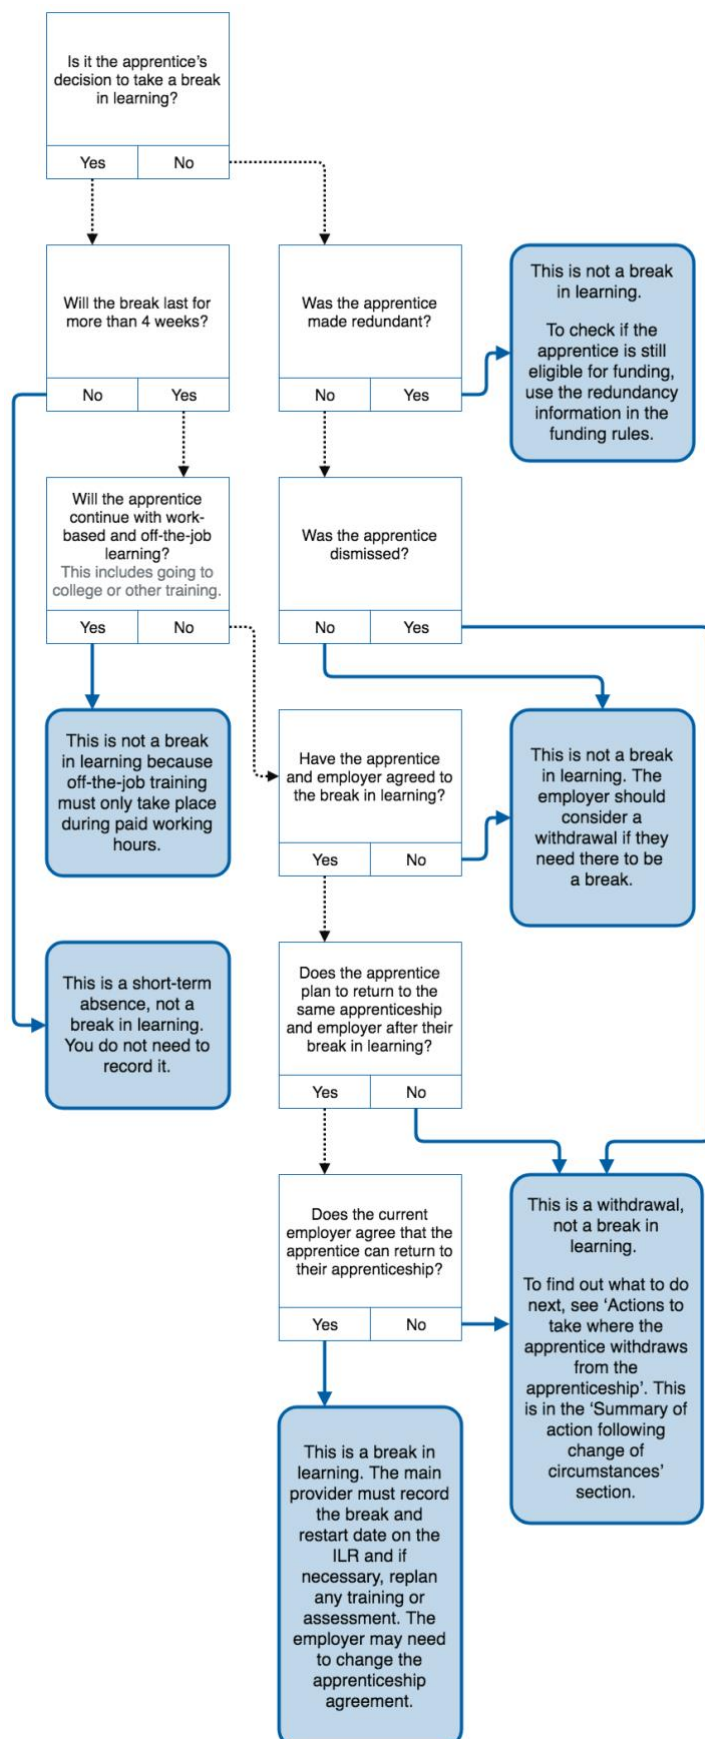 Is it the apprentice's
decision to take a break
in learning?
Yes
No
Will the break last for
more than 4 weeks?
No
Yes
Was the apprentice
made redundant?
No
Yes
This is not a break
in learning.
To check if the
apprentice is still
eligible for funding,
use the redundancy
information in the
funding rules.
Will the apprentice
continue with work-
based and off-the-job
learning?
This includes going to
college or other training.
Yes
No
Was the apprentice
dismissed?
No
Yes
This is not a break
in learning because
off-the-job training
must only take place
during paid working
hours.
Have the apprentice
and employer agreed to
the break in learning?
Yes
No
This is not a break
in learning. The
employer should
consider a
withdrawal if they
need there to be
a break.
This is a short-term
absence, not a
break in learning.
You do not need to
record it.
Does the apprentice
plan to return to the
same apprenticeship
and employer after their
break in learning?
Yes
No
Does the current
employer agree that the
apprentice can return to
their apprenticeship?
Yes
No
This is a withdrawal,
not a break in
learning.
To find out what to do
next, see ‘Actions to
take where the
apprentice withdraws
from the
apprenticeship’. This
is in the ‘Summary of
action following
change of
circumstances’
section.
This is a break in
learning. The main
provider must record
the break and
restart date on the
ILR and if
necessary, replan
any training or
assessment. The
employer may need
to change the
apprenticeship
agreement.